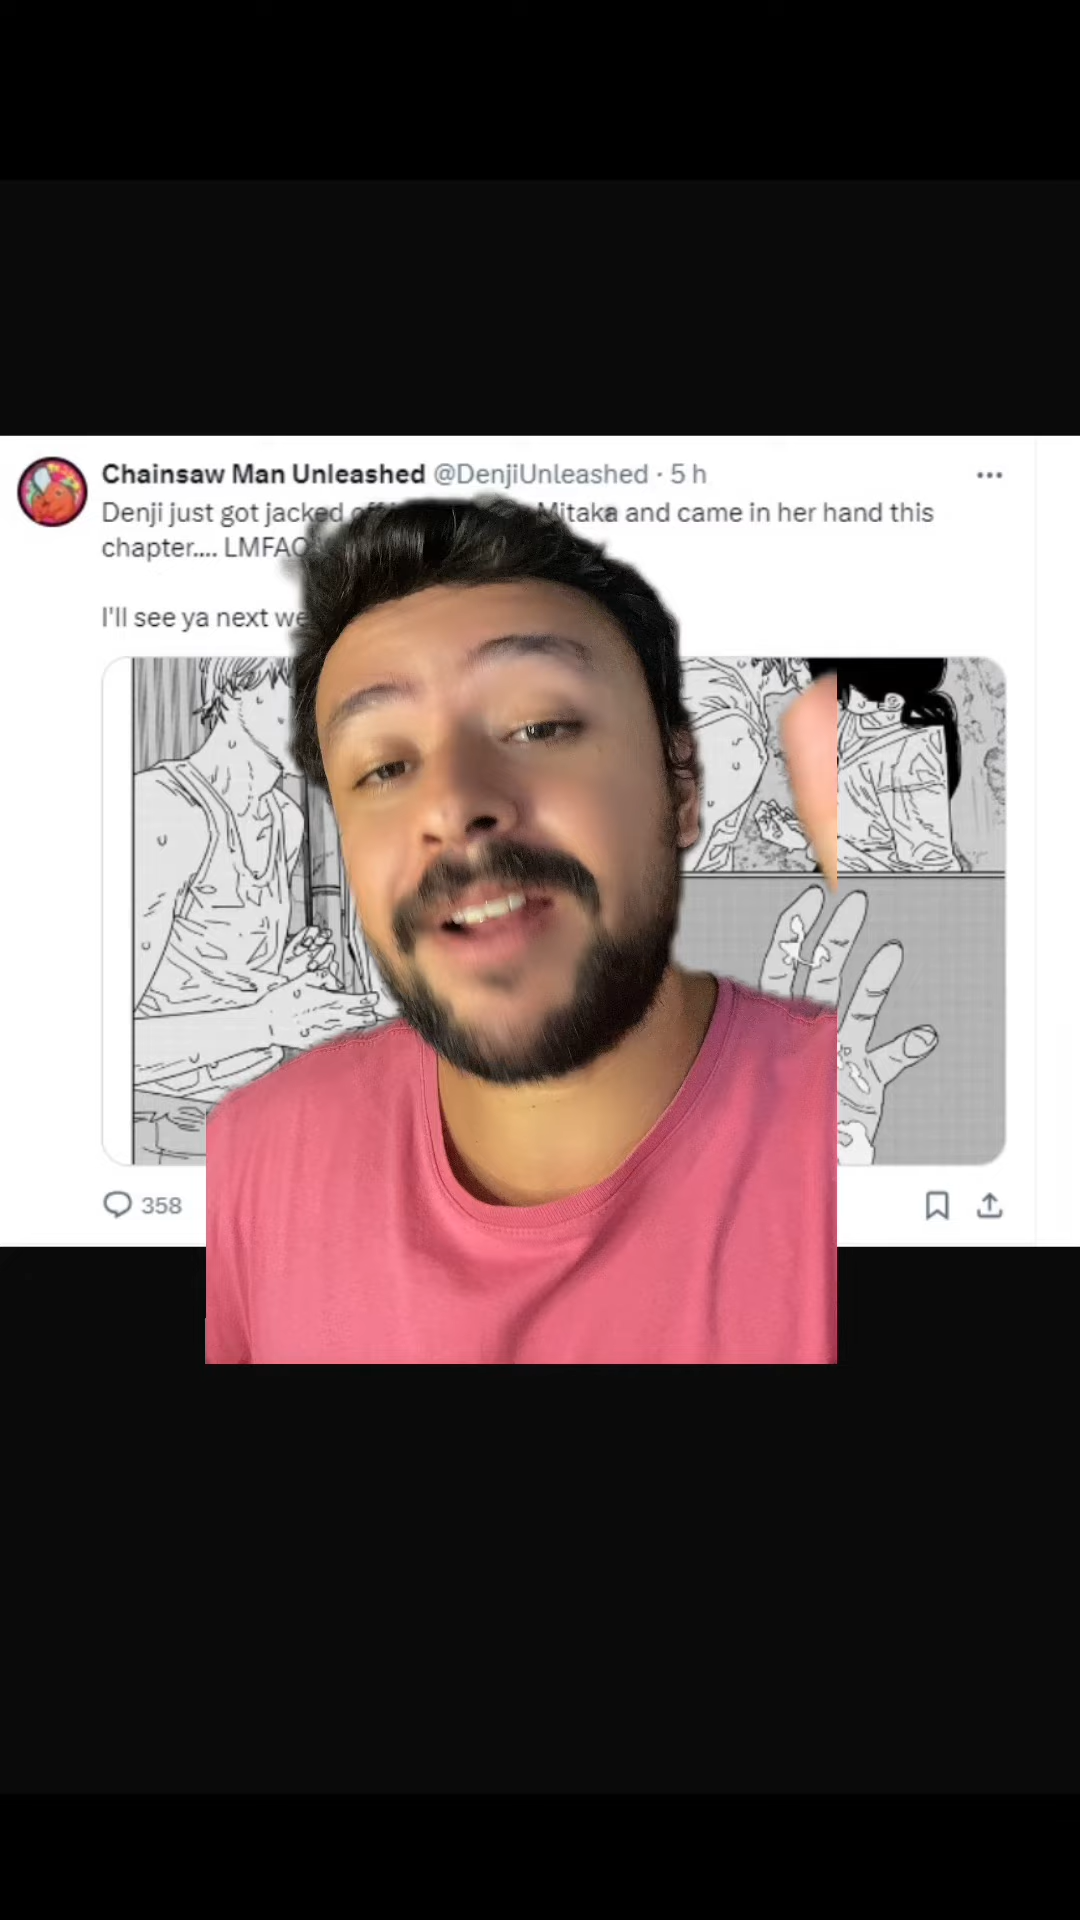 Chainsaw Man Unleashed @DenjiUnleashed · 5 h
Denji just got jacked Mitaka and came in her hand this
chapter.... LMFAO
I'll see ya next
358